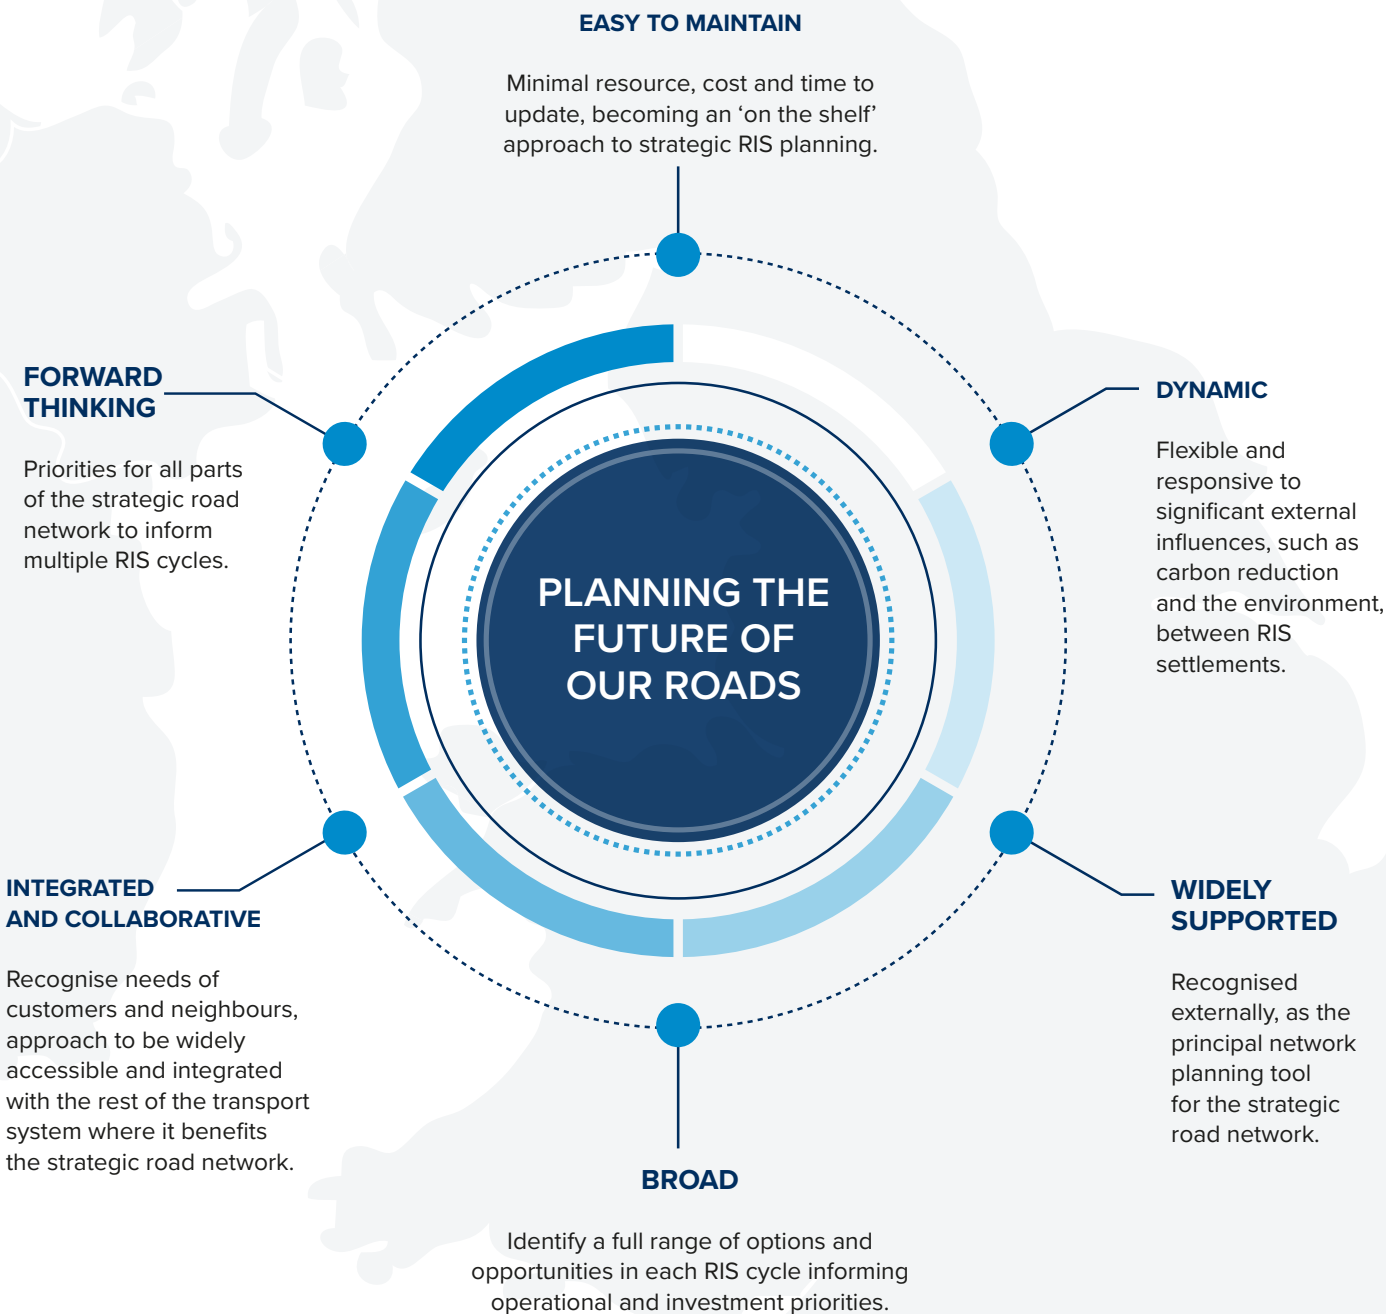 EASY TO MAINTAIN
Minimal resource, cost and time to
update, becoming an ‘on the shelf’
approach to strategic RIS planning.
FORWARD
THINKING
Priorities for all parts
of the strategic road
network to inform
multiple RIS cycles.
DYNAMIC
Flexible and
responsive to
significant external
influences, such as
carbon reduction
and the environment,
between RIS
settlements.
PLANNING THE
FUTURE OF
OUR ROADS
INTEGRATED
AND COLLABORATIVE
Recognise needs of
customers and neighbours,
approach to be widely
accessible and integrated
with the rest of the transport
system where it benefits
the strategic road network.
WIDELY
SUPPORTED
Recognised
externally, as the
principal network
planning tool
for the strategic
road network.
BROAD
Identify a full range of options and
opportunities in each RIS cycle informing
operational and investment priorities.